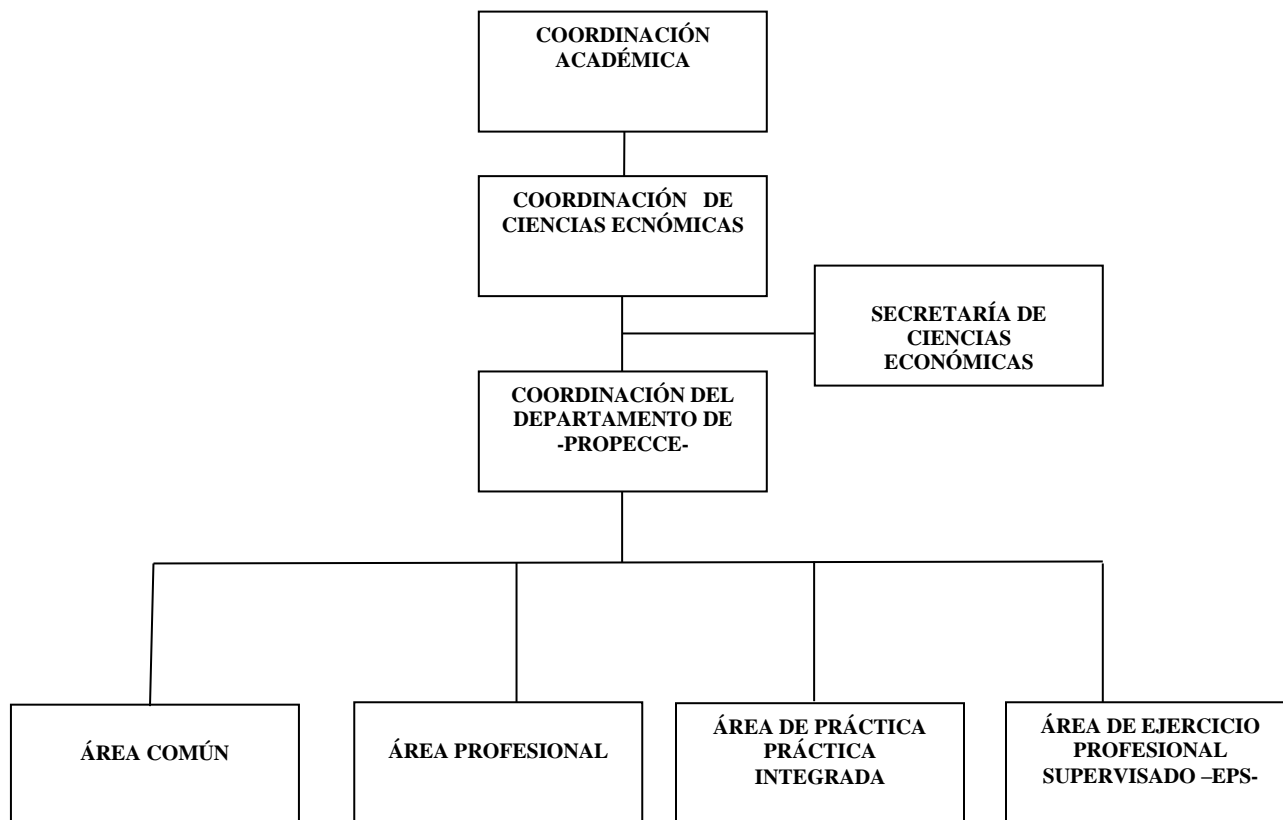 COORDINACIÓN
ACADÉMICA
COORDINACIÓN DE
CIENCIAS ECNÓMICAS
SECRETARÍA DE
CIENCIAS
ECONÓMICAS
COORDINACIÓN DEL
DEPARTAMENTO DE
-PROPECCE-
ÁREA COMÚN
ÁREA PROFESIONAL
ÁREA DE PRÁCTICA
PRÁCTICA
INTEGRADA
ÁREA DE EJERCICIO
PROFESIONAL
SUPERVISADO –EPS-